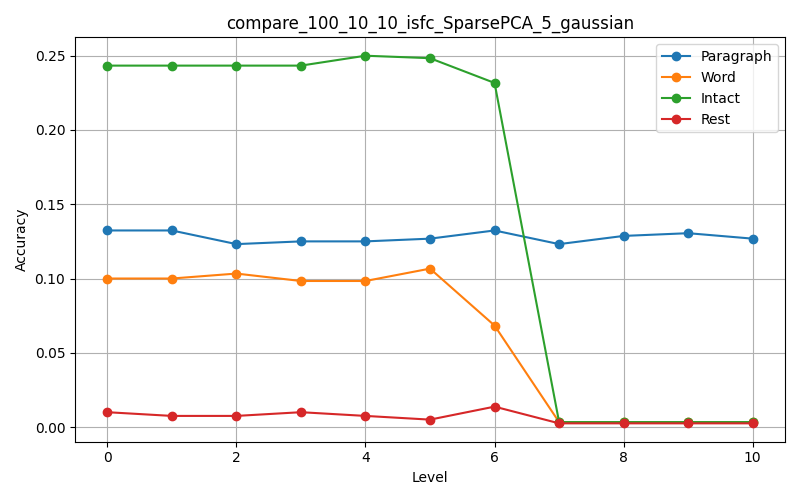 compare_100_10_10_isfc_SparsePCA_5_gaussian
Accuracy
0.25
0.20
0.15
0.10
0.05
0.00
Paragraph
Word
Intact
Rest
0 2 4 6 8 10
Level